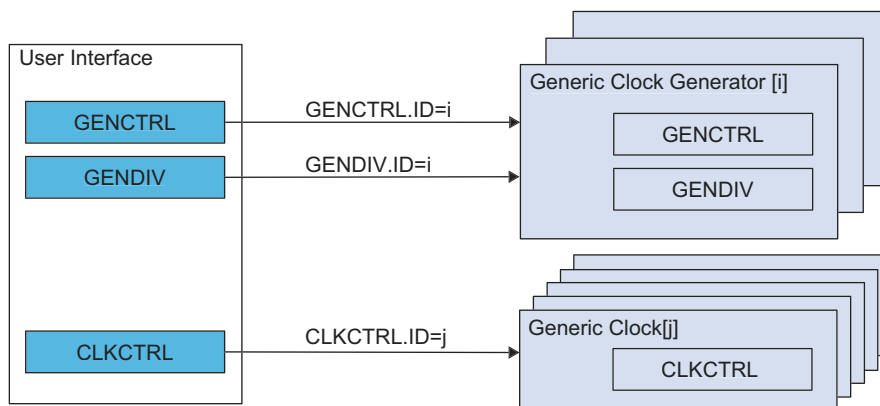 User Interface
GENCTRL
GENDIV
CLKCTRL
GENCTRL.ID=i
GENDIV.ID=i
CLKCTRL.ID=j
Generic Clock Generator [i]
GENCTRL
GENDIV
Generic Clock[j]
CLKCTRL